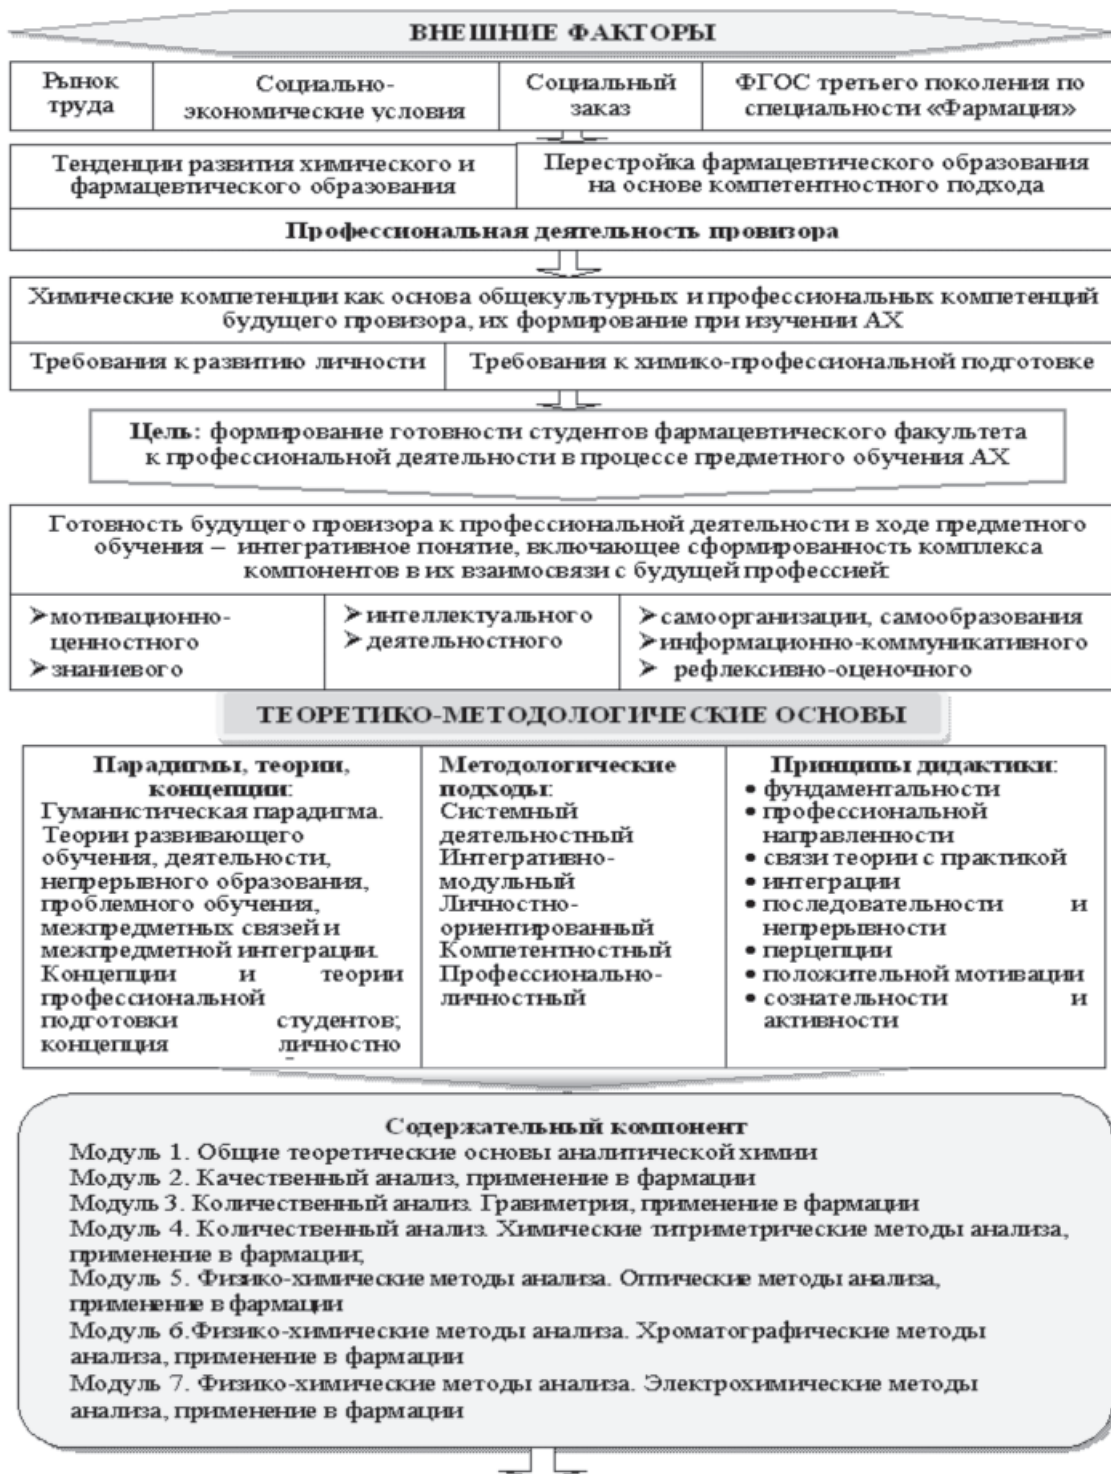 ВНЕШНИЕ ФАКТОРЫ
Рынок
труда
Социально-
экономические условия
Социальный
заказ
ФГОС третьего поколения по
специальности «Фармация»
Тенденции развития химического и
фармацевтического образования
Перестройка фармацевтического образования
на основе компетентностного подхода
Профессиональная деятельность провизора
Химические компетенции как основа общекультурных и профессиональных компетенций
будущего провизора, их формирование при изучении АХ
Требования к развитию личности
Требования к химико-профессиональной подготовке
Цель: формирование готовности студентов фармацевтического факультета
к профессиональной деятельности в процессе предметного обучения АХ
Готовность будущего провизора к профессиональной деятельности в ходе предметного
обучения – интегративное понятие, включающее сформированность комплекса
компонентов в их взаимосвязи с будущей профессией:
➢ мотивационно-
ценностного
➢ знаниевого
➢ интеллектуального
➢ деятельностного
➢ самоорганизации, самообразования
➢ информационно-коммуникативного
➢ рефлексивно-оценочного
ТЕОРЕТИКО-МЕТОДОЛОГИЧЕСКИЕ ОСНОВЫ
Парадигмы, теории,
концепции:
Гуманистическая парадигма.
Теории развивающего
обучения, деятельности,
непрерывного образования,
проблемного обучения,
межпредметных связей и
межпредметной интеграции.
Концепции и теории
профессиональной
подготовки студентов;
концепция личностно
Методологические
подходы:
Системный
деятельностный
Интегративно-
модульный
Личностно-
ориентированный
Компетентностный
Профессионально-
личностный
Принципы дидактики:
• фундаментальности
• профессиональной
направленности
• связи теории с практикой
• интеграции
• последовательности и
непрерывности
• перцепции
• положительной мотивации
• сознательности и
активности
Содержательный компонент
Модуль 1. Общие теоретические основы аналитической химии
Модуль 2. Качественный анализ, применение в фармации
Модуль 3. Количественный анализ. Гравиметрия, применение в фармации
Модуль 4. Количественный анализ. Химические титриметрические методы анализа,
применение в фармации;
Модуль 5. Физико-химические методы анализа. Оптические методы анализа,
применение в фармации
Модуль 6.Физико-химические методы анализа. Хроматографические методы
анализа, применение в фармации
Модуль 7. Физико-химические методы анализа. Электрохимические методы
анализа, применение в фармации